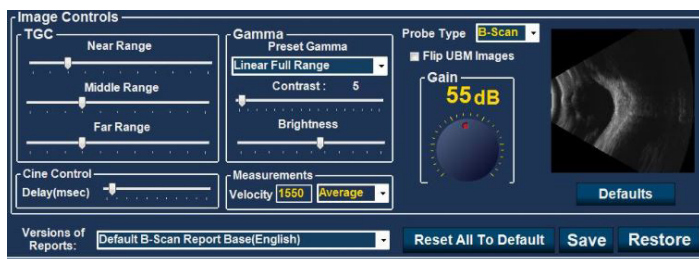 Image Controls
TGC
Near Range
Middle Range
Far Range
Gamma
Preset Gamma
Linear Full Range
Contrast : 5
Brightness
Probe Type B-Scan
Flip UBM Images
Gain
55dB
Cine Control
Delay(msec)
Measurements
Velocity 1550 Average
Defaults
Versions of
Reports:
Default B-Scan Report Base(English)
Reset All To Default
Save
Restore